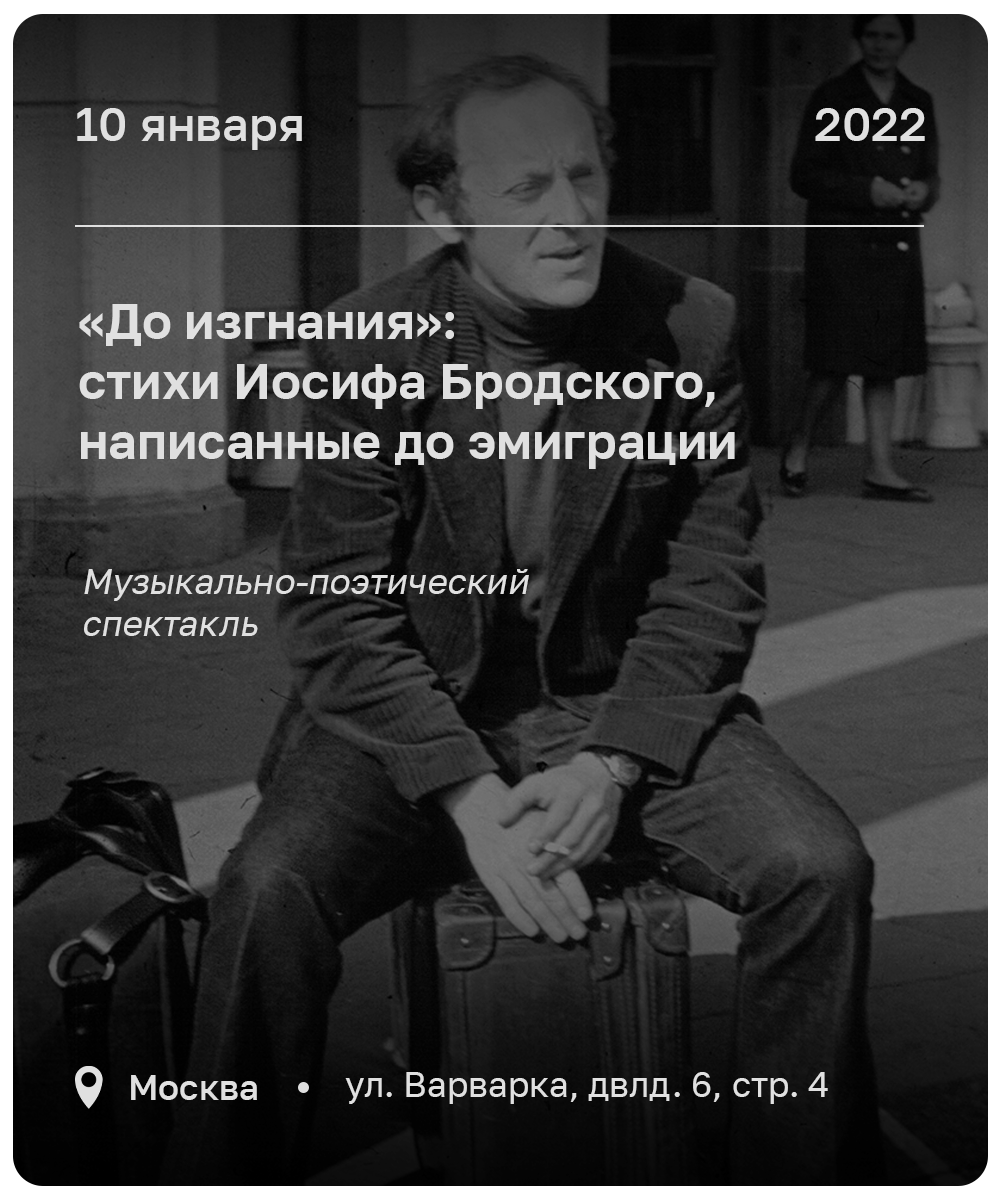 10 января
2022
«До изгнания»:
стихи Иосифа Бродского,
написанные до эмиграции
Музыкально-поэтический
спектакль
Москва • ул. Варварка, двлд. 6, стр. 4